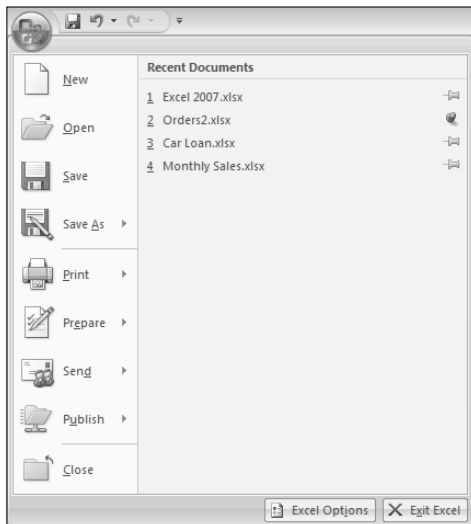 Recent Documents
New
1 Excel 2007.xlsx
2 Orders2.xlsx
3 Car Loan.xlsx
4 Monthly Sales.xlsx
Open
Save
Save As
Print
Prepare
Send
Publish
Close
Excel Options
Exit Excel